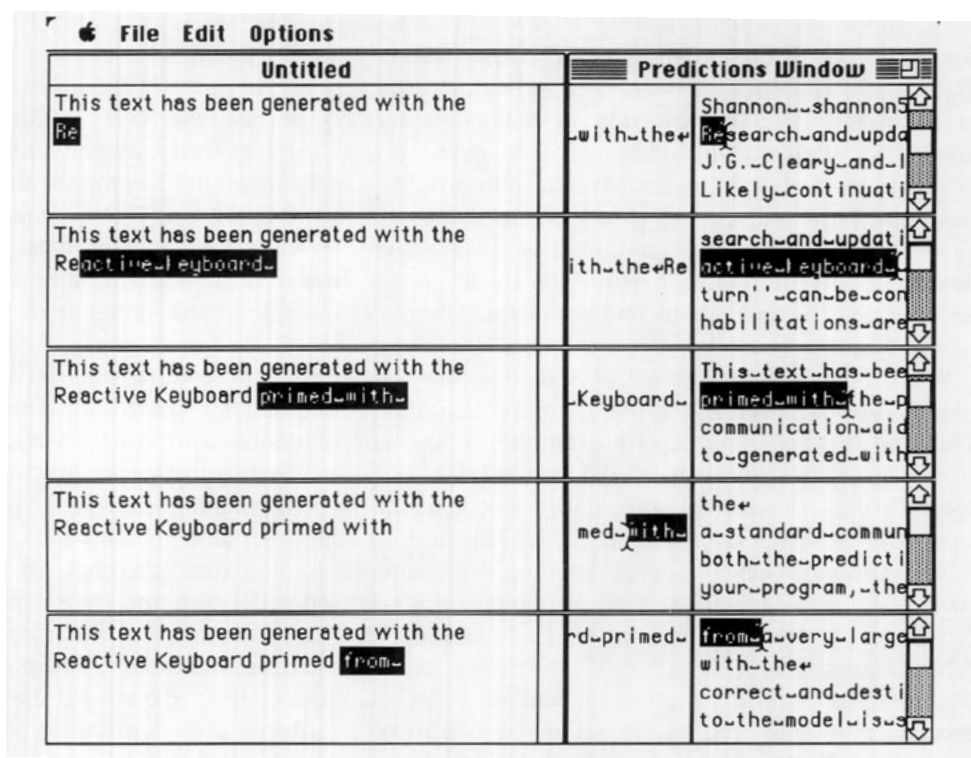 File Edit Options
Untitled
Predictions Window
This text has been generated with the
Re
␣with␣the↵
Shannon␣␣shannon5
Research␣and␣upda
J.G.␣Cleary␣and␣I
Likely␣continuati
This text has been generated with the
Reactive␣keyboard␣
ith␣the↵Re
search␣and␣updati
active␣keyboard␣
turn''␣can␣be␣con
habilitations␣are
This text has been generated with the
Reactive Keyboard primed␣with␣
␣Keyboard␣
This␣text␣has␣bee
primed␣with␣the␣p
communication␣aid
to␣generated␣with
This text has been generated with the
Reactive Keyboard primed with
med␣with␣
the↵
a␣standard␣commun
both␣the␣predicti
your␣program,␣the
This text has been generated with the
Reactive Keyboard primed from␣
rd␣primed␣
from␣a␣very␣large
with␣the↵
correct␣and␣desti
to␣the␣model␣is␣s